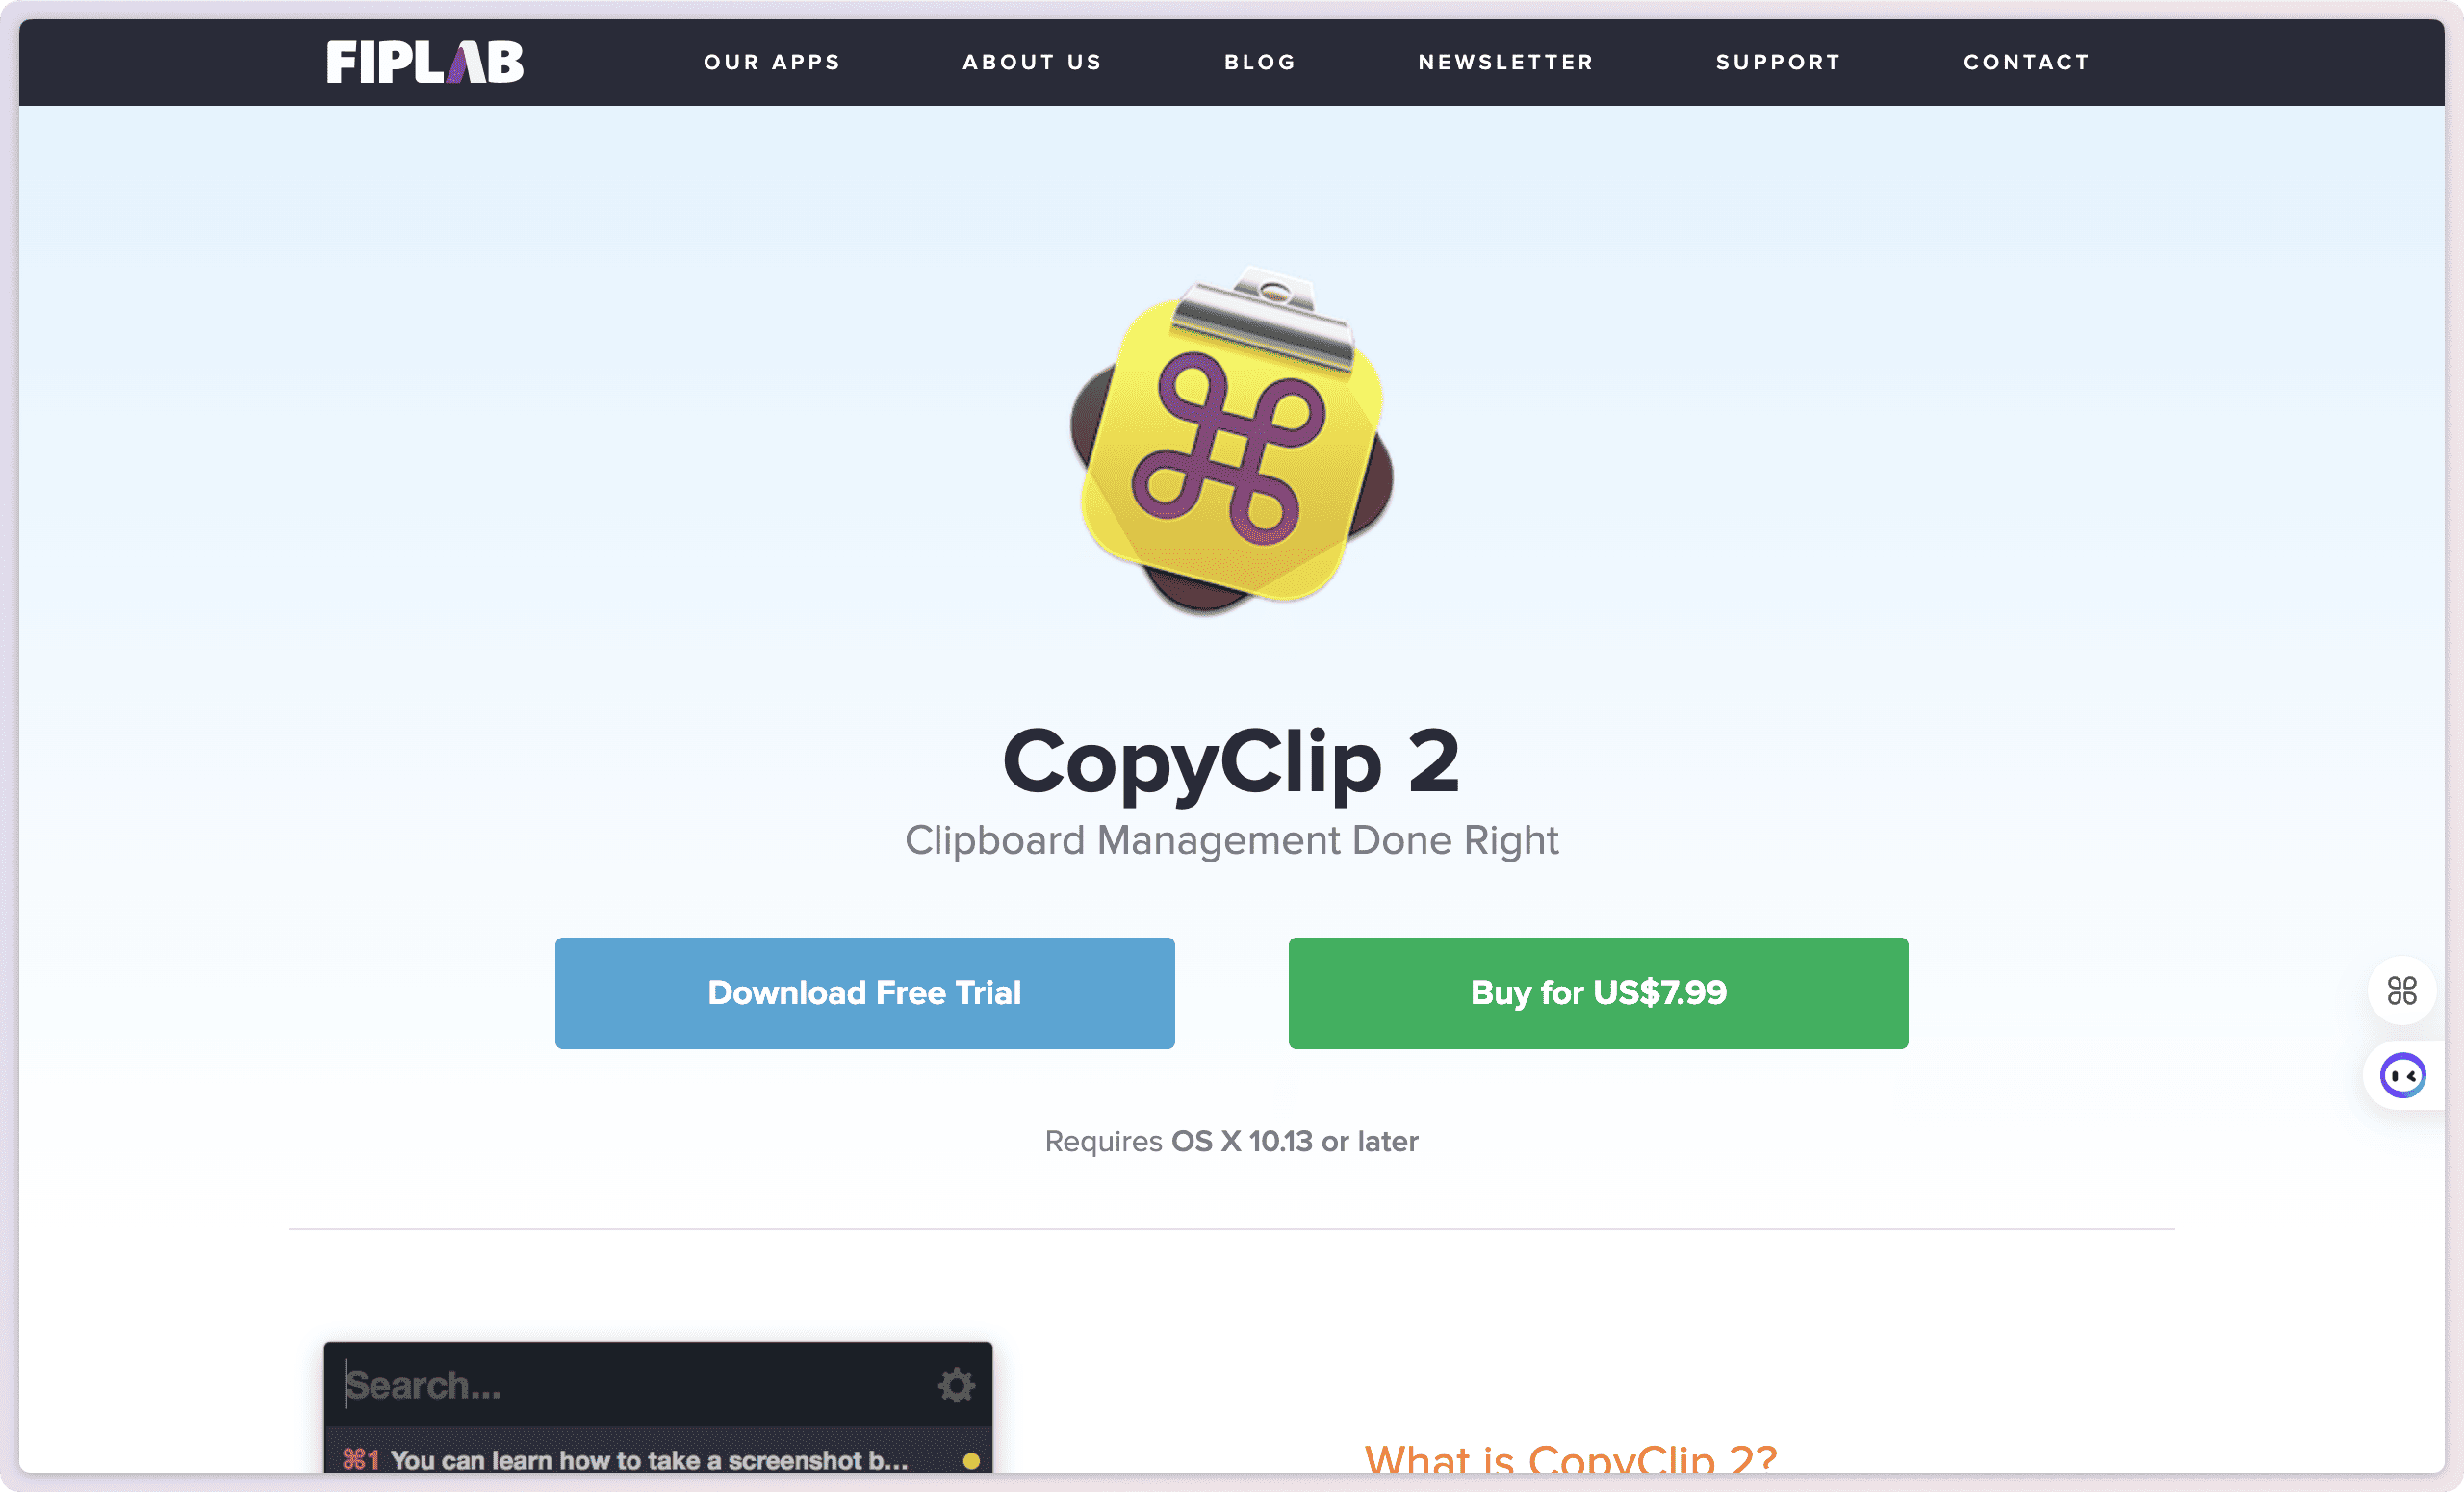 FIPLAB
OUR APPS
ABOUT US
BLOG
NEWSLETTER
SUPPORT
CONTACT
CopyClip 2
Clipboard Management Done Right
Download Free Trial
Buy for US$7.99
Requires OS X 10.13 or later
Search...
⌘1 You can learn how to take a screenshot b...
What is CopyClip 2?